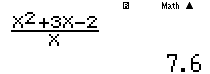 R Math ▲
X²+3X−2
X
7.6